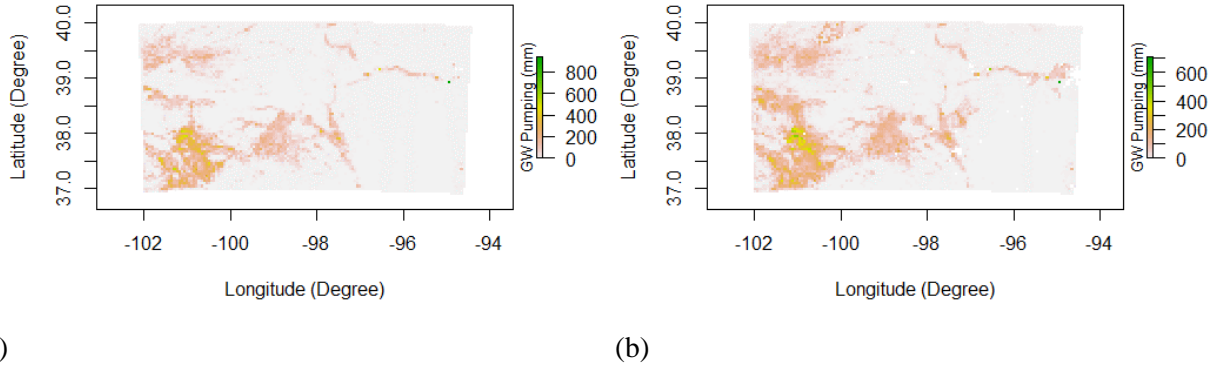 Latitude (Degree)
37.0 38.0 39.0 40.0
-102 -100 -98 -96 -94
Longitude (Degree)
GW Pumping (mm)
800
600
400
200
0
)
Latitude (Degree)
37.0 38.0 39.0 40.0
-102 -100 -98 -96 -94
Longitude (Degree)
GW Pumping (mm)
600
400
200
0
(b)